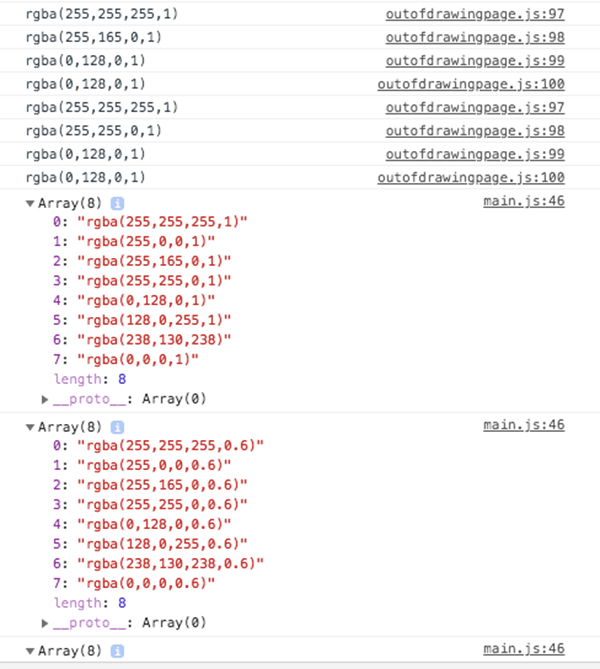 rgba(255,255,255,1) outofdrawingpage.js:97
rgba(255,165,0,1) outofdrawingpage.js:98
rgba(0,128,0,1) outofdrawingpage.js:99
rgba(0,128,0,1) outofdrawingpage.js:100
rgba(255,255,255,1) outofdrawingpage.js:97
rgba(255,255,0,1) outofdrawingpage.js:98
rgba(0,128,0,1) outofdrawingpage.js:99
rgba(0,128,0,1) outofdrawingpage.js:100
▼Array(8) i main.js:46
0: "rgba(255,255,255,1)"
1: "rgba(255,0,0,1)"
2: "rgba(255,165,0,1)"
3: "rgba(255,255,0,1)"
4: "rgba(0,128,0,1)"
5: "rgba(128,0,255,1)"
6: "rgba(238,130,238)"
7: "rgba(0,0,0,1)"
length: 8
▶__proto__: Array(0)
▼Array(8) i main.js:46
0: "rgba(255,255,255,0.6)"
1: "rgba(255,0,0,0.6)"
2: "rgba(255,165,0,0.6)"
3: "rgba(255,255,0,0.6)"
4: "rgba(0,128,0,0.6)"
5: "rgba(128,0,255,0.6)"
6: "rgba(238,130,238,0.6)"
7: "rgba(0,0,0,0.6)"
length: 8
▶__proto__: Array(0)
▼Array(8) i main.js:46